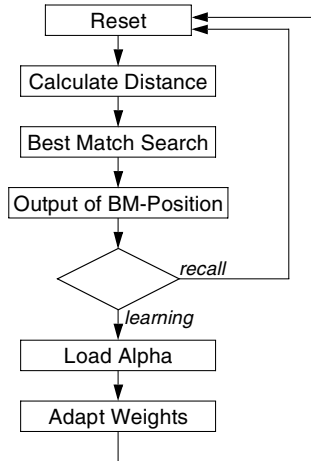 Reset
Calculate Distance
Best Match Search
Output of BM-Position
recall
learning
Load Alpha
Adapt Weights